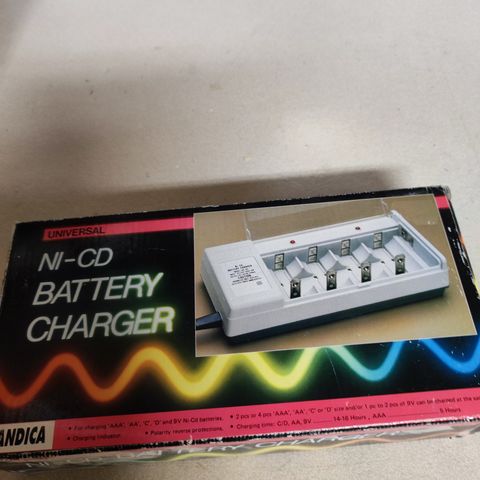 UNIVERSAL
NI-CD
BATTERY
CHARGER
• For charging 'AAA', 'AA', 'C', 'D' and 9V Ni-Cd batteries.
• Charging Indicator.
• Polarity reverse protections.
• 2 pcs or 4 pcs 'AAA', 'AA', 'C' or 'D' size and/or 1 pc to 2 pcs of 9V can be charged at the
• Charging time: C/D, AA, 9V 14-16 Hours, AAA 5 Hours
ANDICA
BATTERY CHARGER